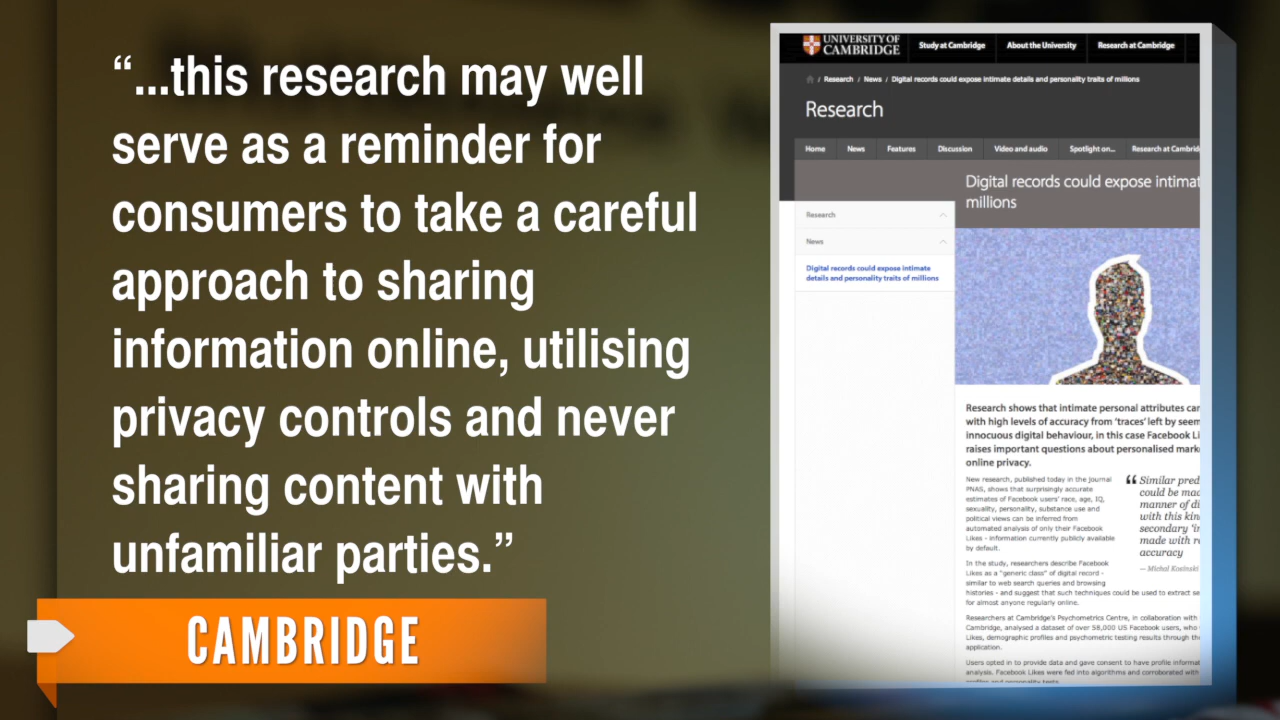 “...this research may well
serve as a reminder for
consumers to take a careful
approach to sharing
information online, utilising
privacy controls and never
sharing content with
unfamiliar parties.”
CAMBRIDGE
UNIVERSITY OF
CAMBRIDGE
Study at Cambridge
About the University
Research at Cambridge
/ Research / News / Digital records could expose intimate details and personality traits of millions
Research
Home News Features Discussion Video and audio Spotlight on... Research at Cambrid
Digital records could expose intimat
millions
Research
News
Digital records could expose intimate
details and personality traits of millions
Research shows that intimate personal attributes can
with high levels of accuracy from ‘traces’ left by seem
innocuous digital behaviour, in this case Facebook Li
raises important questions about personalised mark
online privacy.
New research, published today in the journal
PNAS, shows that surprisingly accurate
estimates of Facebook users’ race, age, IQ,
sexuality, personality, substance use and
political views can be inferred from
automated analysis of only their Facebook
Likes - information currently publicly available
by default.
“ Similar pred
could be mad
manner of di
with this kin
secondary ‘in
made with re
accuracy
— Michal Kosinski
In the study, researchers describe Facebook
Likes as a “generic class” of digital record -
similar to web search queries and browsing
histories - and suggest that such techniques could be used to extract se
for almost anyone regularly online.
Researchers at Cambridge’s Psychometrics Centre, in collaboration with
Cambridge, analysed a dataset of over 58,000 US Facebook users, who
Likes, demographic profiles and psychometric testing results through th
application.
Users opted in to provide data and gave consent to have profile informat
analysis. Facebook Likes were fed into algorithms and corroborated with
profiles and personality tests.